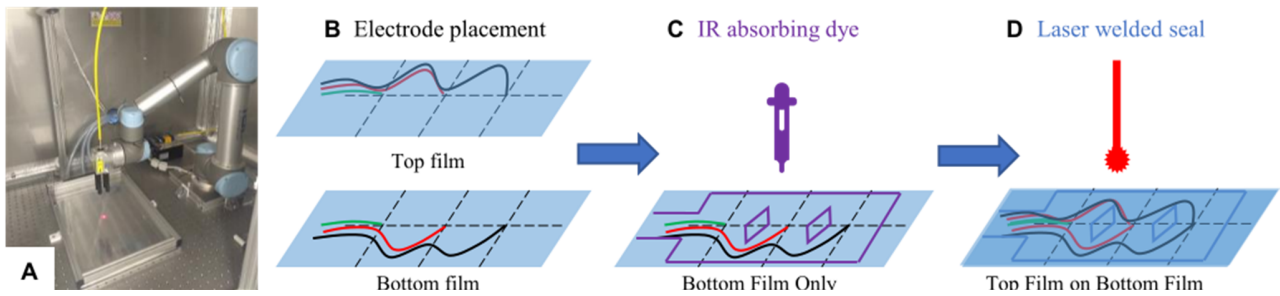 A
B Electrode placement
Top film
Bottom film
C IR absorbing dye
Bottom Film Only
D Laser welded seal
Top Film on Bottom Film